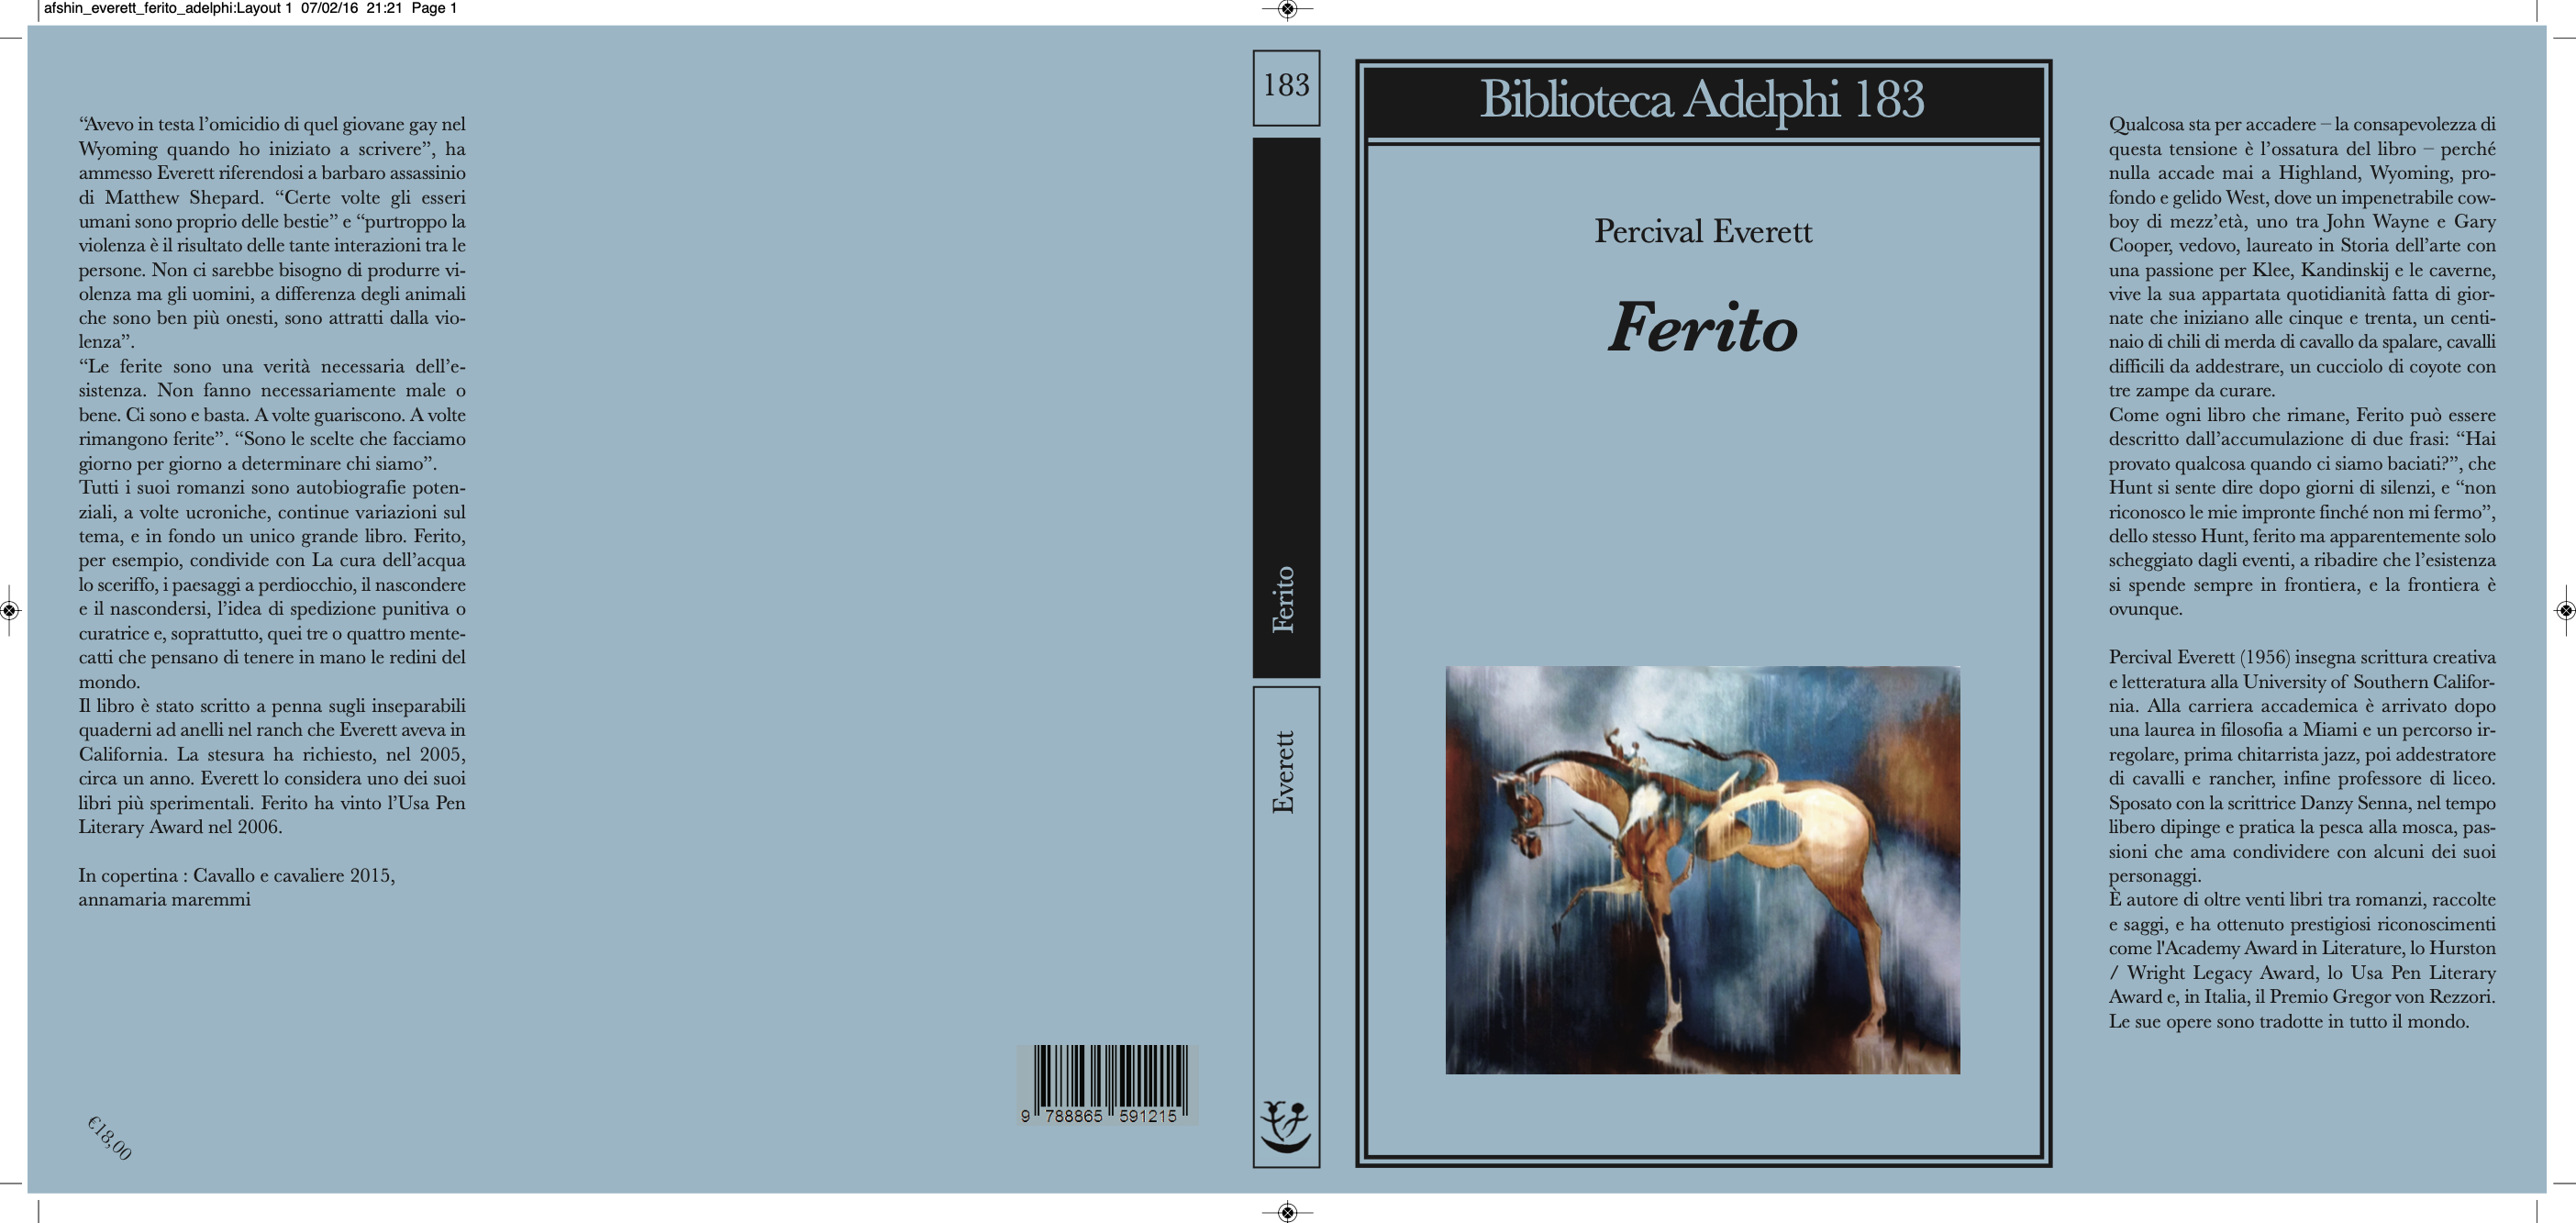 afshin_everett_ferito_adelphi:Layout 1 07/02/16 21:21 Page 1
“Avevo in testa l’omicidio di quel giovane gay nel
Wyoming quando ho iniziato a scrivere”, ha
ammesso Everett riferendosi a barbaro assassinio
di Matthew Shepard. “Certe volte gli esseri
umani sono proprio delle bestie” e “purtroppo la
violenza è il risultato delle tante interazioni tra le
persone. Non ci sarebbe bisogno di produrre vi-
olenza ma gli uomini, a differenza degli animali
che sono ben più onesti, sono attratti dalla vio-
lenza”.
“Le ferite sono una verità necessaria dell’e-
sistenza. Non fanno necessariamente male o
bene. Ci sono e basta. A volte guariscono. A volte
rimangono ferite”. “Sono le scelte che facciamo
giorno per giorno a determinare chi siamo”.
Tutti i suoi romanzi sono autobiografie poten-
ziali, a volte ucroniche, continue variazioni sul
tema, e in fondo un unico grande libro. Ferito,
per esempio, condivide con La cura dell’acqua
lo sceriffo, i paesaggi a perdiocchio, il nascondere
e il nascondersi, l’idea di spedizione punitiva o
curatrice e, soprattutto, quei tre o quattro mente-
catti che pensano di tenere in mano le redini del
mondo.
Il libro è stato scritto a penna sugli inseparabili
quaderni ad anelli nel ranch che Everett aveva in
California. La stesura ha richiesto, nel 2005,
circa un anno. Everett lo considera uno dei suoi
libri più sperimentali. Ferito ha vinto l’Usa Pen
Literary Award nel 2006.
In copertina : Cavallo e cavaliere 2015,
annamaria maremmi
€18,00
9 788865 591215
183
Ferito
Everett
Biblioteca Adelphi 183
Percival Everett
Ferito
Qualcosa sta per accadere – la consapevolezza di
questa tensione è l’ossatura del libro – perché
nulla accade mai a Highland, Wyoming, pro-
fondo e gelido West, dove un impenetrabile cow-
boy di mezz’età, uno tra John Wayne e Gary
Cooper, vedovo, laureato in Storia dell’arte con
una passione per Klee, Kandinskij e le caverne,
vive la sua appartata quotidianità fatta di gior-
nate che iniziano alle cinque e trenta, un centi-
naio di chili di merda di cavallo da spalare, cavalli
difficili da addestrare, un cucciolo di coyote con
tre zampe da curare.
Come ogni libro che rimane, Ferito può essere
descritto dall’accumulazione di due frasi: “Hai
provato qualcosa quando ci siamo baciati?”, che
Hunt si sente dire dopo giorni di silenzi, e “non
riconosco le mie impronte finché non mi fermo”,
dello stesso Hunt, ferito ma apparentemente solo
scheggiato dagli eventi, a ribadire che l’esistenza
si spende sempre in frontiera, e la frontiera è
ovunque.
Percival Everett (1956) insegna scrittura creativa
e letteratura alla University of Southern Califor-
nia. Alla carriera accademica è arrivato dopo
una laurea in filosofia a Miami e un percorso ir-
regolare, prima chitarrista jazz, poi addestratore
di cavalli e rancher, infine professore di liceo.
Sposato con la scrittrice Danzy Senna, nel tempo
libero dipinge e pratica la pesca alla mosca, pas-
sioni che ama condividere con alcuni dei suoi
personaggi.
È autore di oltre venti libri tra romanzi, raccolte
e saggi, e ha ottenuto prestigiosi riconoscimenti
come l'Academy Award in Literature, lo Hurston
/ Wright Legacy Award, lo Usa Pen Literary
Award e, in Italia, il Premio Gregor von Rezzori.
Le sue opere sono tradotte in tutto il mondo.